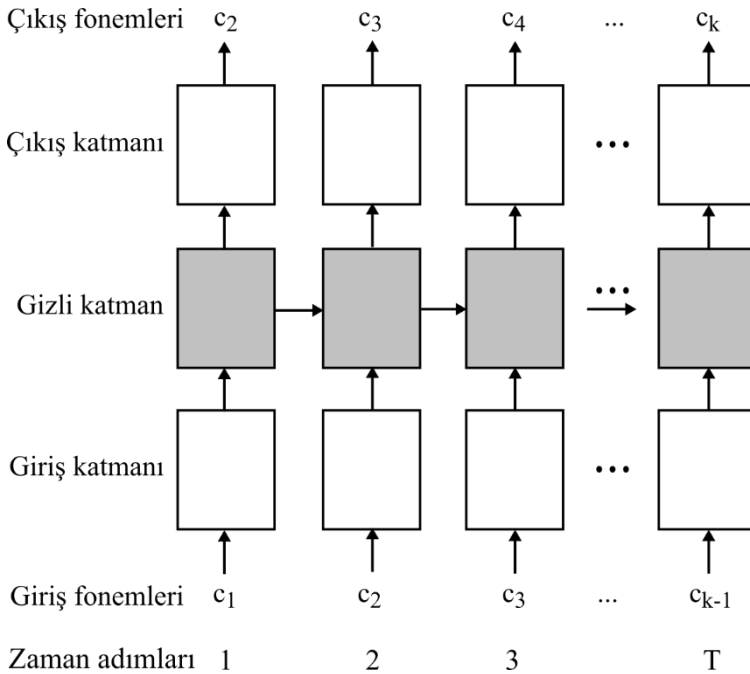 Çıkış fonemleri c₂ c₃ c₄ ... cₖ
Çıkış katmanı ...
Gizli katman ...
Giriş katmanı ...
Giriş fonemleri c₁ c₂ c₃ ... cₖ₋₁
Zaman adımları 1 2 3 T